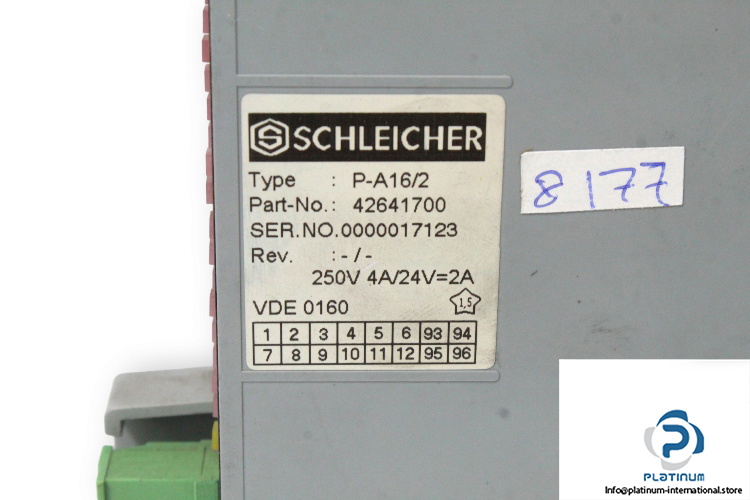 SCHLEICHER
Type : P-A16/2
Part-No.: 42641700
SER.NO.0000017123
Rev. :-/-
250V 4A/24V=2A
VDE 0160
1,5
1 2 3 4 5 6 93 94
7 8 9 10 11 12 95 96
8177
PLATINUM
Info@platinum-international.store